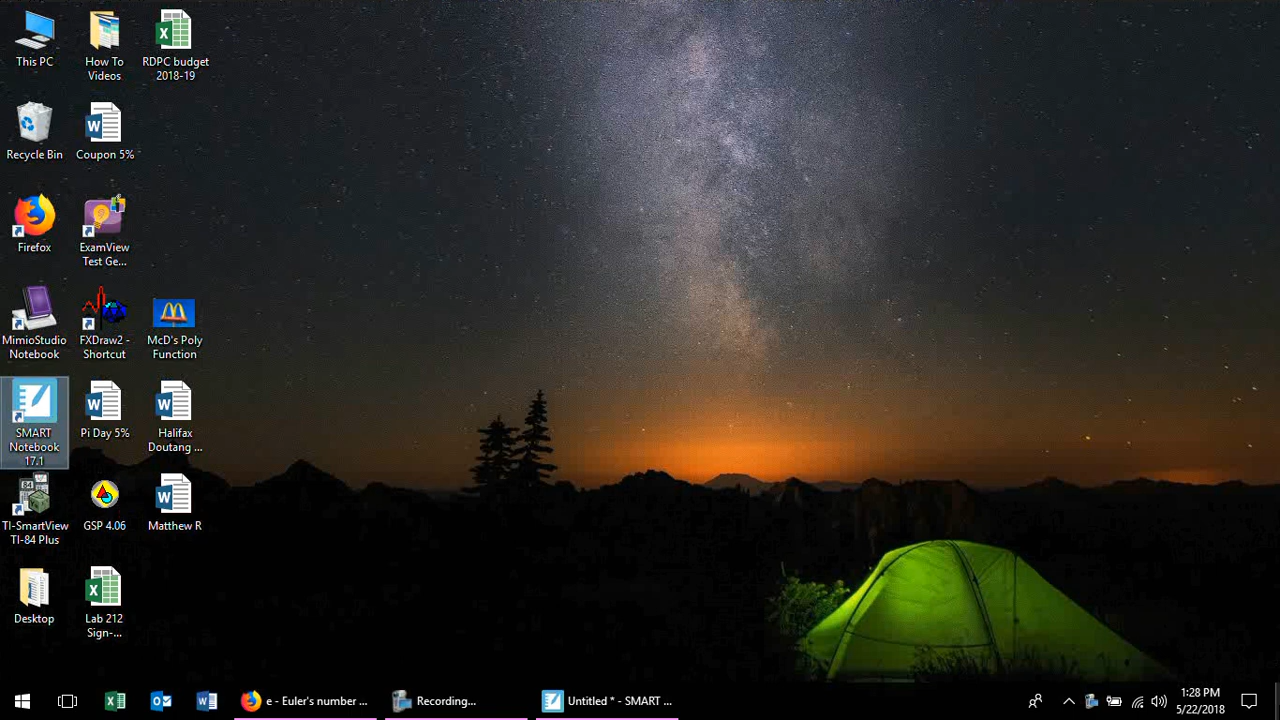 This PC
How To
Videos
RDPC budget
2018-19
Recycle Bin
Coupon 5%
Firefox
ExamView
Test Ge...
MimioStudio
Notebook
FXDraw2 -
Shortcut
McD's Poly
Function
SMART
Notebook
17.1
Pi Day 5%
Halifax
Doutang ...
TI-SmartView
TI-84 Plus
GSP 4.06
Matthew R
Desktop
Lab 212
Sign-...
e - Euler's number ...
Recording...
Untitled * - SMART ...
1:28 PM
5/22/2018